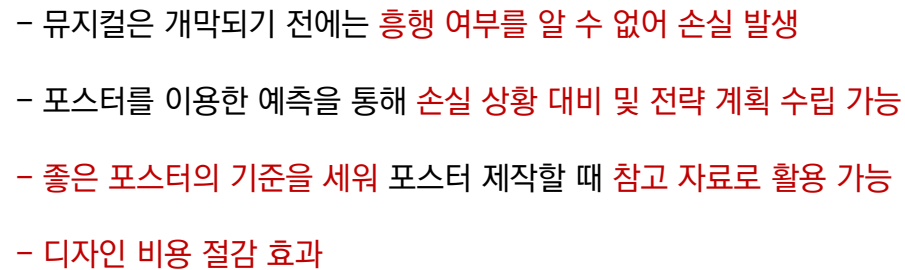 - 뮤지컬은 개막되기 전에는 흥행 여부를 알 수 없어 손실 발생
- 포스터를 이용한 예측을 통해 손실 상황 대비 및 전략 계획 수립 가능
- 좋은 포스터의 기준을 세워 포스터 제작할 때 참고 자료로 활용 가능
- 디자인 비용 절감 효과